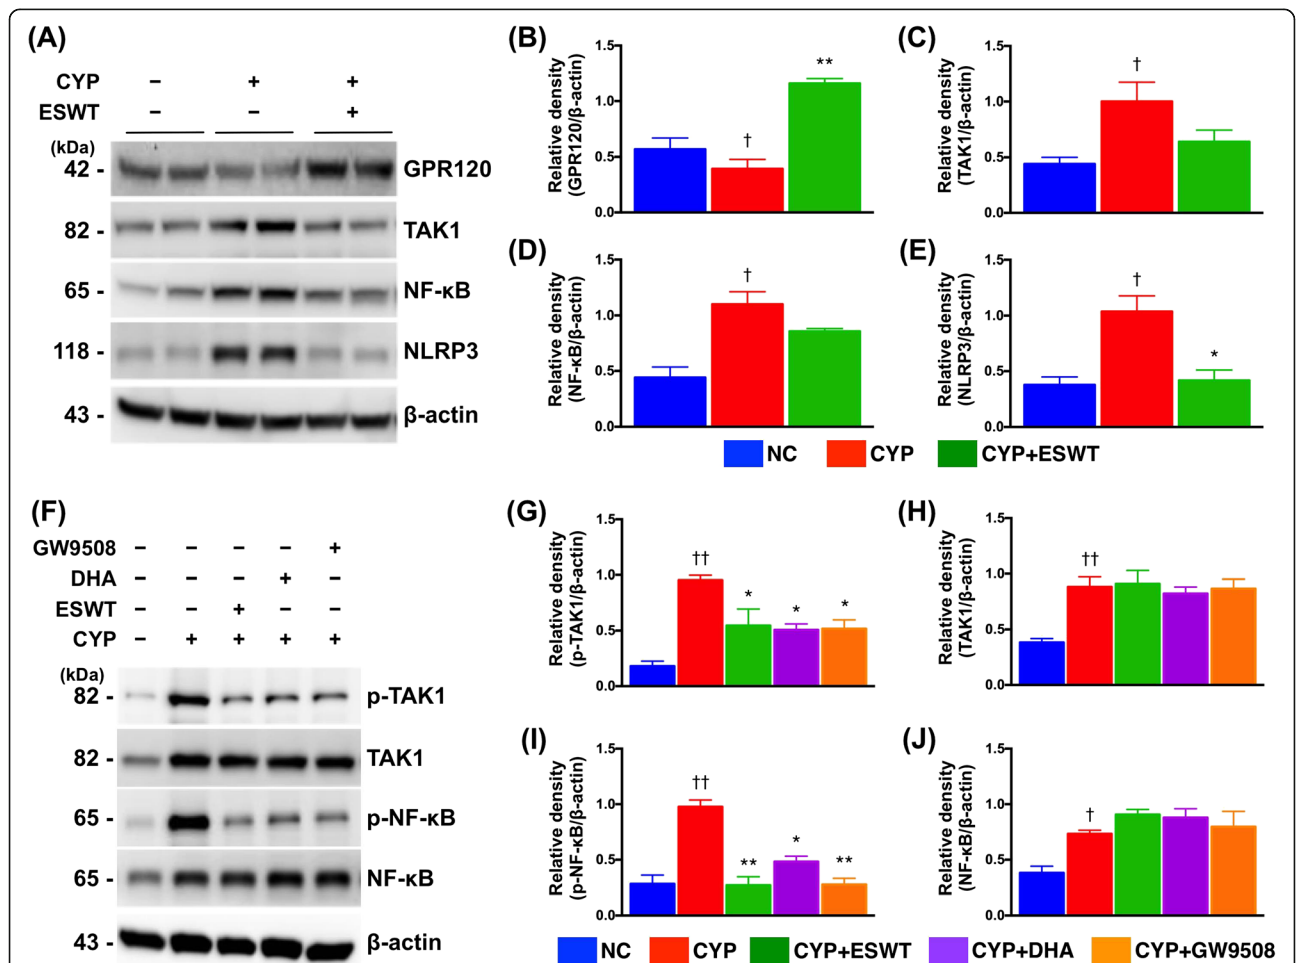 (A)
CYP − + +
ESWT − − +
(kDa)
42 - GPR120
82 - TAK1
65 - NF-κB
118 - NLRP3
43 - β-actin
(B)
Relative density
(GPR120/β-actin)
1.5
1.0
0.5
0.0
†
**
(C)
Relative density
(TAK1/β-actin)
1.5
1.0
0.5
0.0
†
(D)
Relative density
(NF-κB/β-actin)
1.5
1.0
0.5
0.0
†
(E)
Relative density
(NLRP3/β-actin)
1.5
1.0
0.5
0.0
†
*
NC CYP CYP+ESWT
(F)
GW9508 − − − − +
DHA − − − + −
ESWT − − + − −
CYP − + + + +
(kDa)
82 - p-TAK1
82 - TAK1
65 - p-NF-κB
65 - NF-κB
43 - β-actin
(G)
Relative density
(p-TAK1/β-actin)
1.5
1.0
0.5
0.0
††
*
*
*
(H)
Relative density
(TAK1/β-actin)
1.5
1.0
0.5
0.0
††
(I)
Relative density
(p-NF-κB/β-actin)
1.5
1.0
0.5
0.0
††
**
*
**
(J)
Relative density
(NF-κB/β-actin)
1.5
1.0
0.5
0.0
†
NC CYP CYP+ESWT CYP+DHA CYP+GW9508